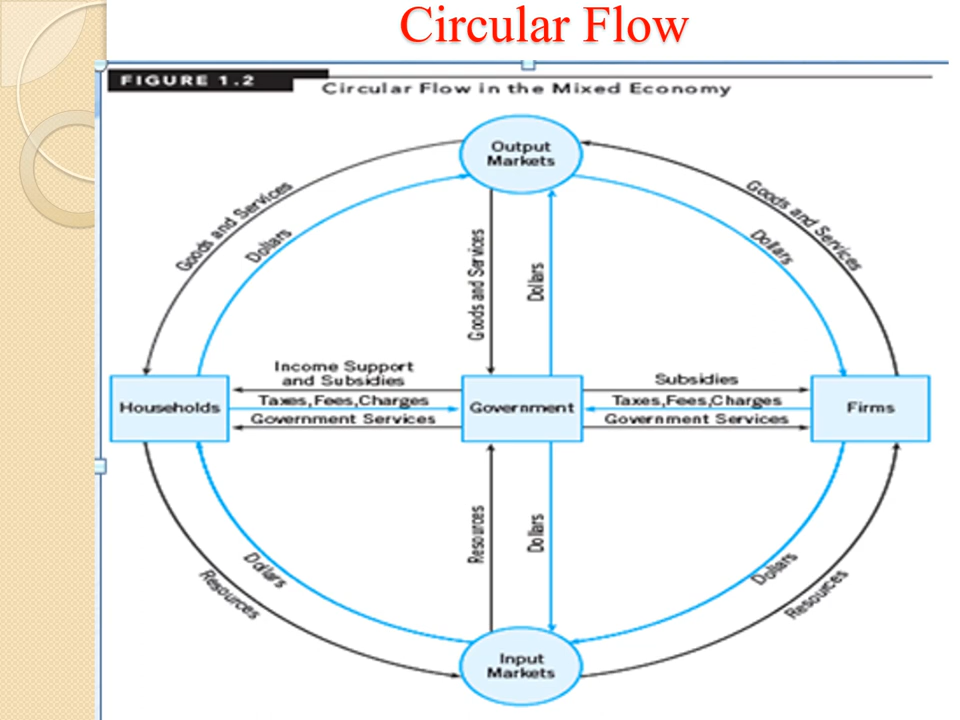 Circular Flow
FIGURE 1.2
Circular Flow in the Mixed Economy
Output
Markets
Goods and Services
Dollars
Goods and Services
Dollars
Dollars
Goods and Services
Income Support
and Subsidies
Subsidies
Households
Taxes,Fees,Charges
Government
Taxes,Fees,Charges
Firms
Government Services
Government Services
Resources
Dollars
Dollars
Resources
Dollars
Resources
Input
Markets